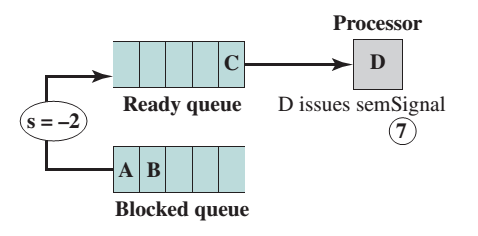 Processor
C
D
Ready queue
D issues semSignal
7
s = –2
A B
Blocked queue